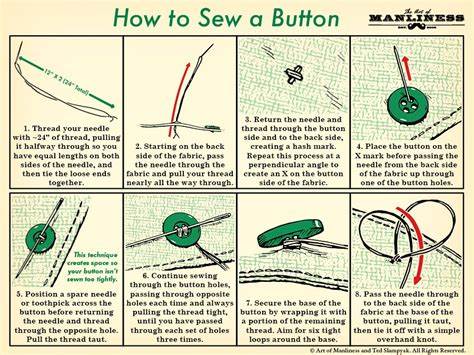 How to Sew a Button
The Art of
MANLINESS
12" X 2 (24" Total)
1. Thread your needle
with ~24" of thread, pulling
it halfway through so you
have equal lengths on both
sides of the needle, and
then tie the loose ends
together.
2. Starting on the back
side of the fabric, pass
the needle through the
fabric and pull your thread
nearly all the way through.
3. Return the needle and
thread through the button
side and to the back side,
creating a hash mark.
Repeat this process at a
perpendicular angle to
create an X on the button
side of the fabric.
4. Place the button on the
X mark before passing the
needle from the back side
of the fabric up through
one of the button holes.
This technique
creates space so
your button isn't
sewn too tightly.
5. Position a spare needle
or toothpick across the
button before running the
needle and thread through
the opposite hole.
Pull the thread taut.
6. Continue sewing
through the button holes,
passing through opposite
holes each time and always
pulling the thread tight,
until you have passed
through each set of holes
three times.
7. Secure the base of the
button by wrapping it with
a portion of the remaining
thread. Aim for six tight
loops around the base.
8. Pass the needle through
to the back side of the
fabric at the base of the
button, pulling it taut, then
tie it off with a simple
overhand knot.
© Art of Manliness and Ted Slampyak. All Rights Reserved.